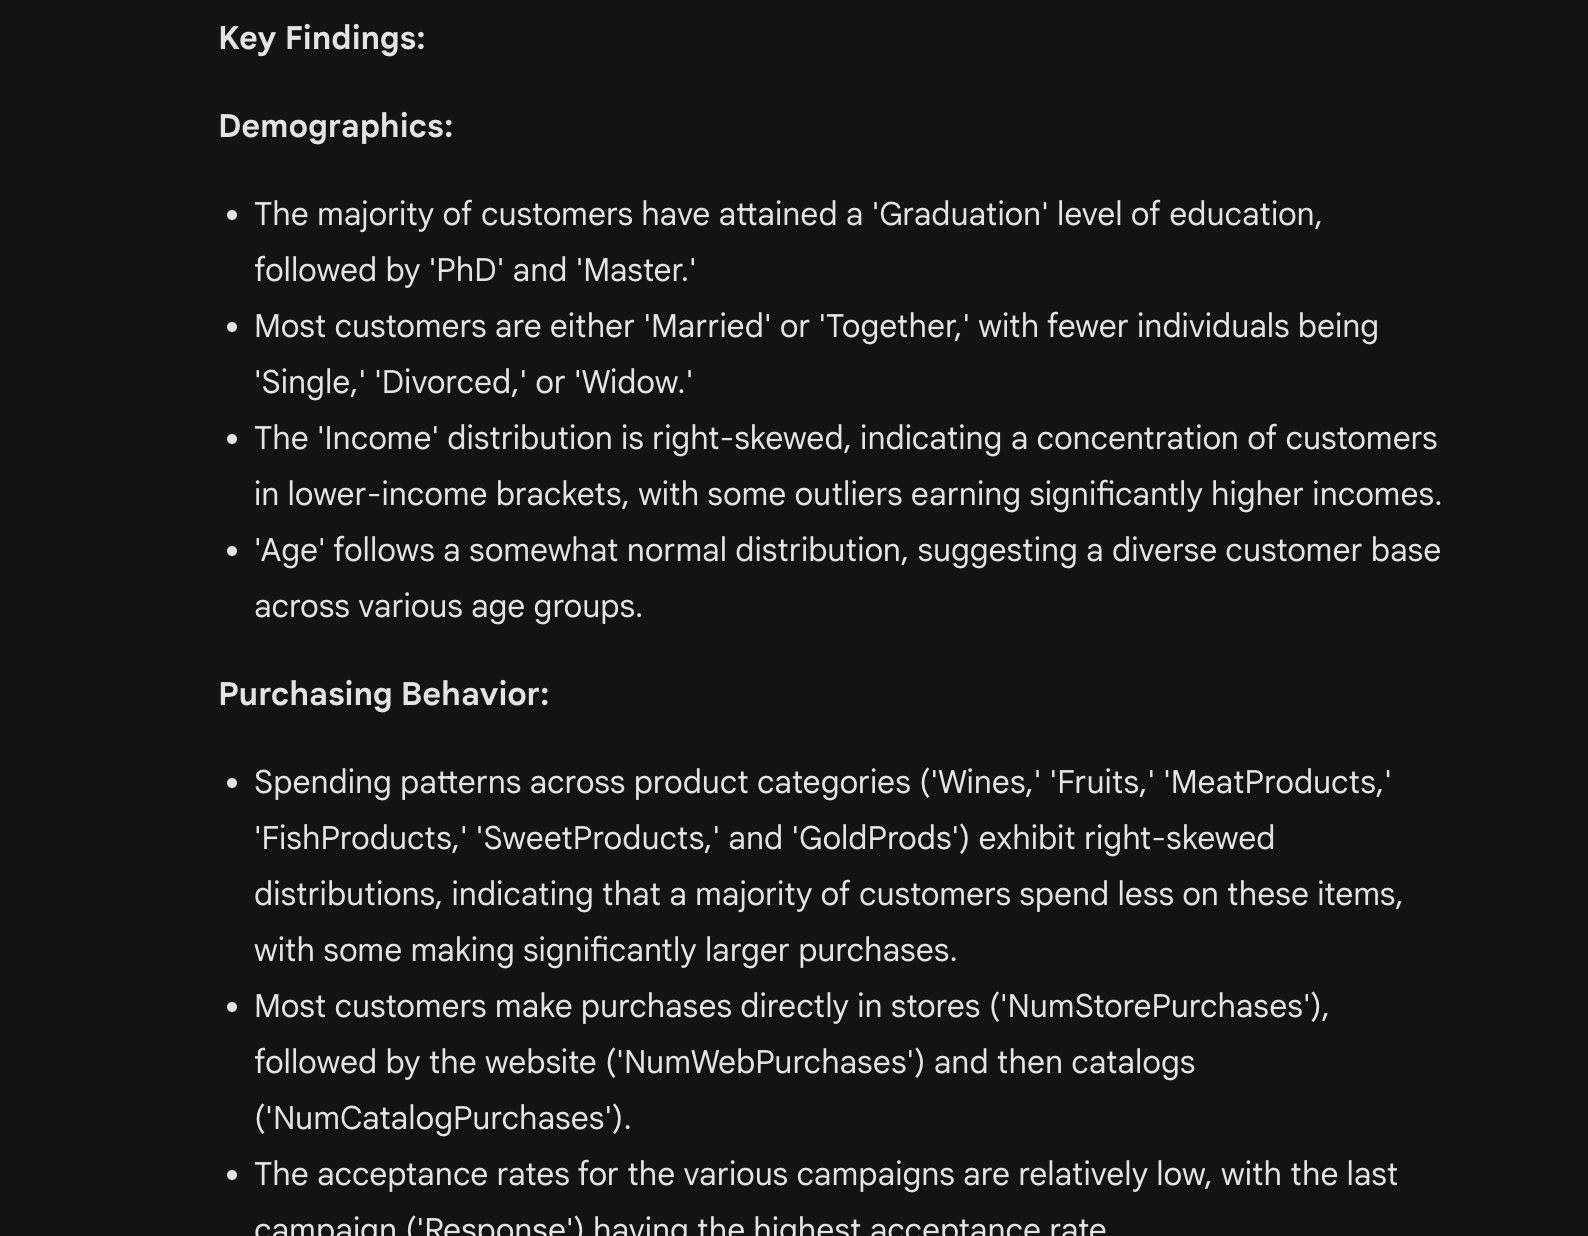 Key Findings:
Demographics:
• The majority of customers have attained a 'Graduation' level of education,
followed by 'PhD' and 'Master.'
• Most customers are either 'Married' or 'Together,' with fewer individuals being
'Single,' 'Divorced,' or 'Widow.'
• The 'Income' distribution is right-skewed, indicating a concentration of customers
in lower-income brackets, with some outliers earning significantly higher incomes.
• 'Age' follows a somewhat normal distribution, suggesting a diverse customer base
across various age groups.
Purchasing Behavior:
• Spending patterns across product categories ('Wines,' 'Fruits,' 'MeatProducts,'
'FishProducts,' 'SweetProducts,' and 'GoldProds') exhibit right-skewed
distributions, indicating that a majority of customers spend less on these items,
with some making significantly larger purchases.
• Most customers make purchases directly in stores ('NumStorePurchases'),
followed by the website ('NumWebPurchases') and then catalogs
('NumCatalogPurchases').
• The acceptance rates for the various campaigns are relatively low, with the last
campaign ('Response') having the highest acceptance rate